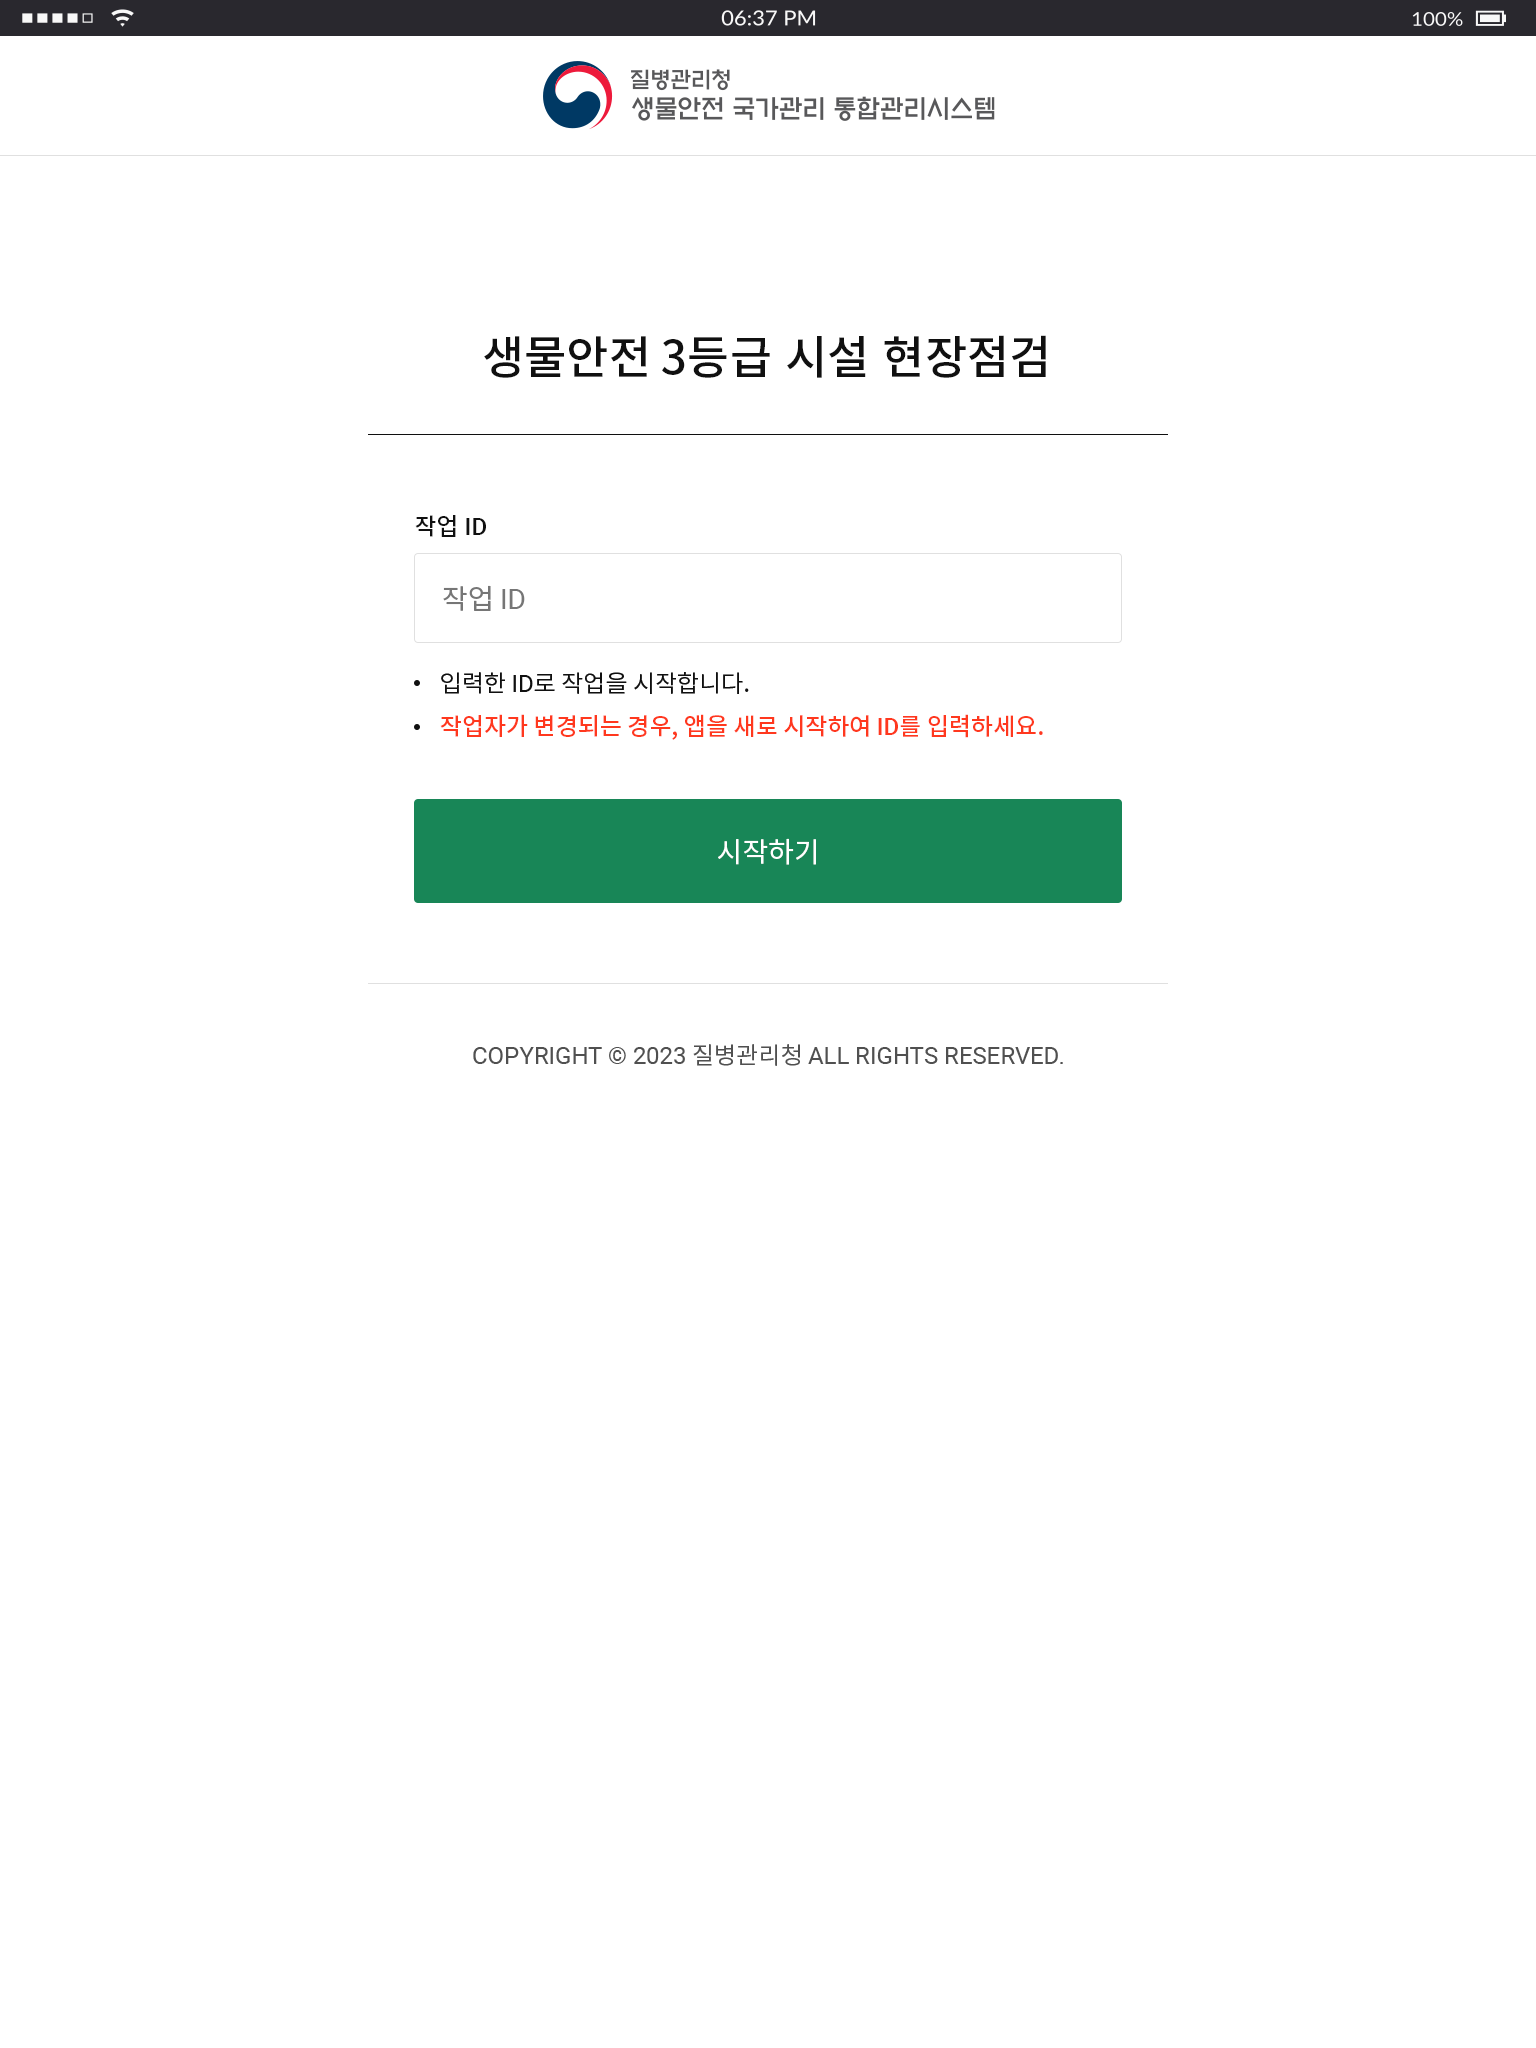 06:37 PM
100%
질병관리청
생물안전 국가관리 통합관리시스템
생물안전 3등급 시설 현장점검
작업 ID
작업 ID
• 입력한 ID로 작업을 시작합니다.
• 작업자가 변경되는 경우, 앱을 새로 시작하여 ID를 입력하세요.
시작하기
COPYRIGHT © 2023 질병관리청 ALL RIGHTS RESERVED.